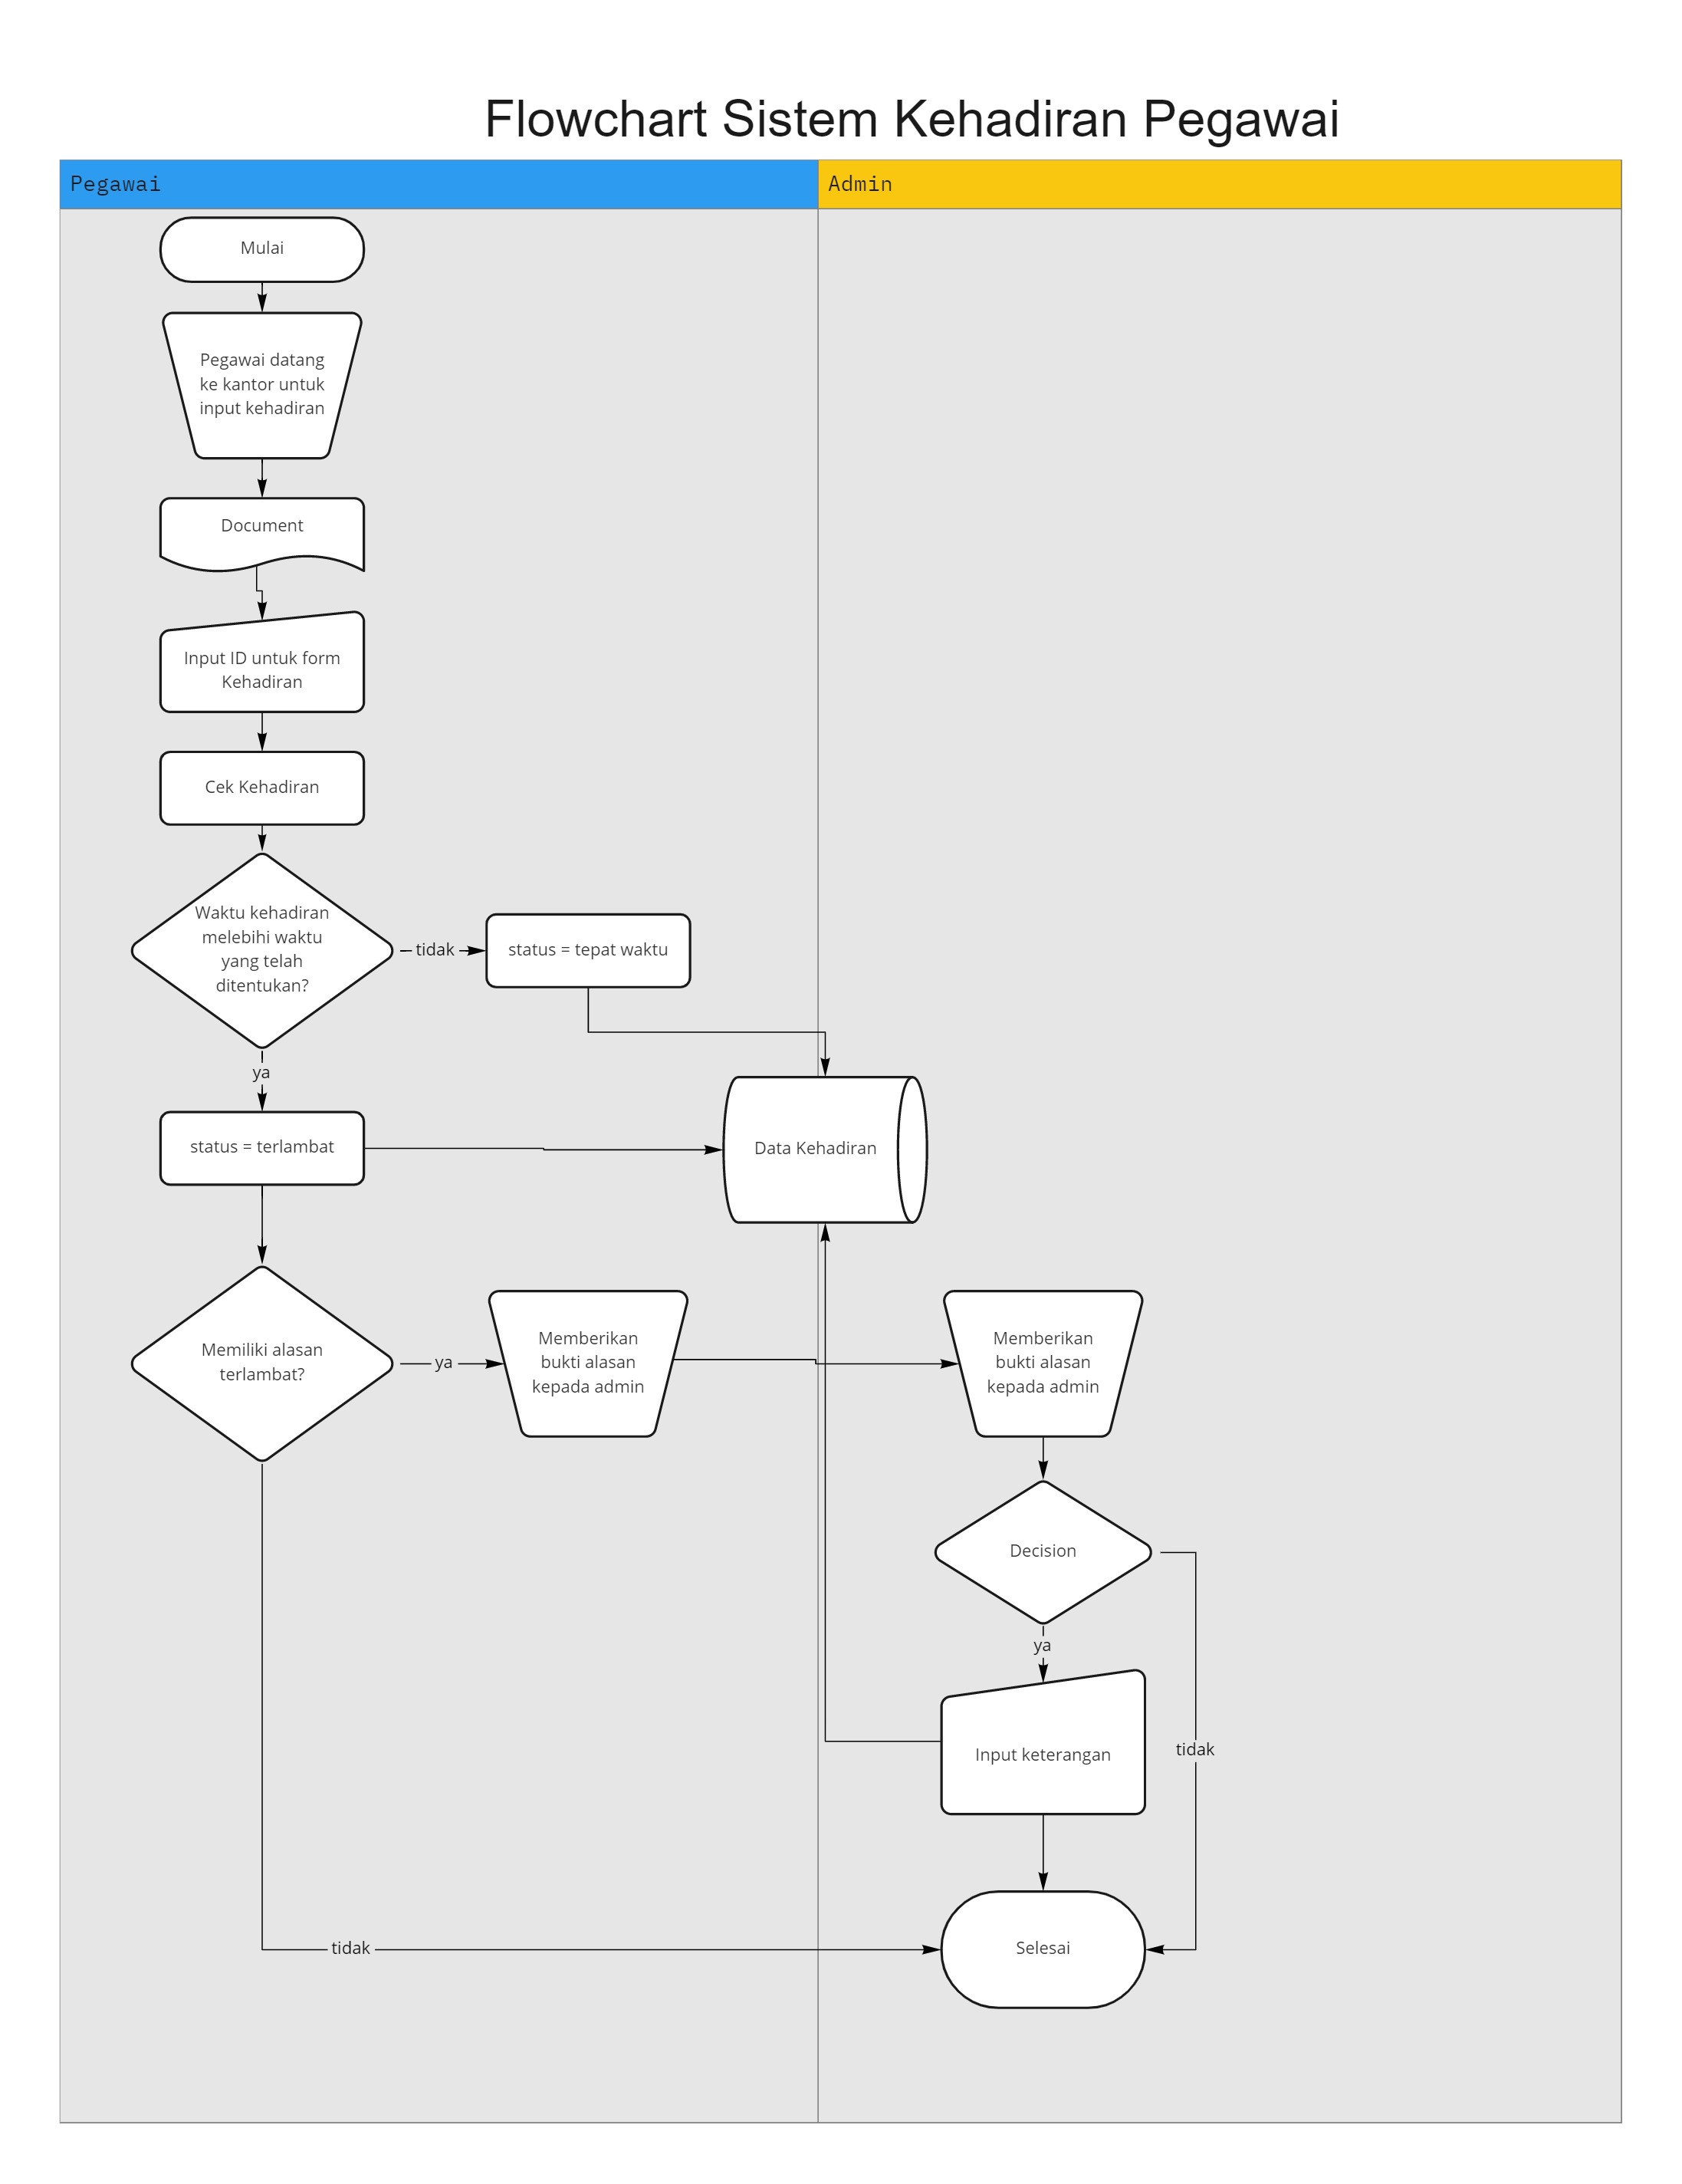 Flowchart Sistem Kehadiran Pegawai
Pegawai
Admin
Mulai
Pegawai datang
ke kantor untuk
input kehadiran
Document
Input ID untuk form
Kehadiran
Cek Kehadiran
Waktu kehadiran
melebihi waktu
yang telah
ditentukan?
tidak
status = tepat waktu
ya
status = terlambat
Data Kehadiran
Memiliki alasan
terlambat?
ya
Memberikan
bukti alasan
kepada admin
Memberikan
bukti alasan
kepada admin
Decision
ya
Input keterangan
tidak
tidak
Selesai